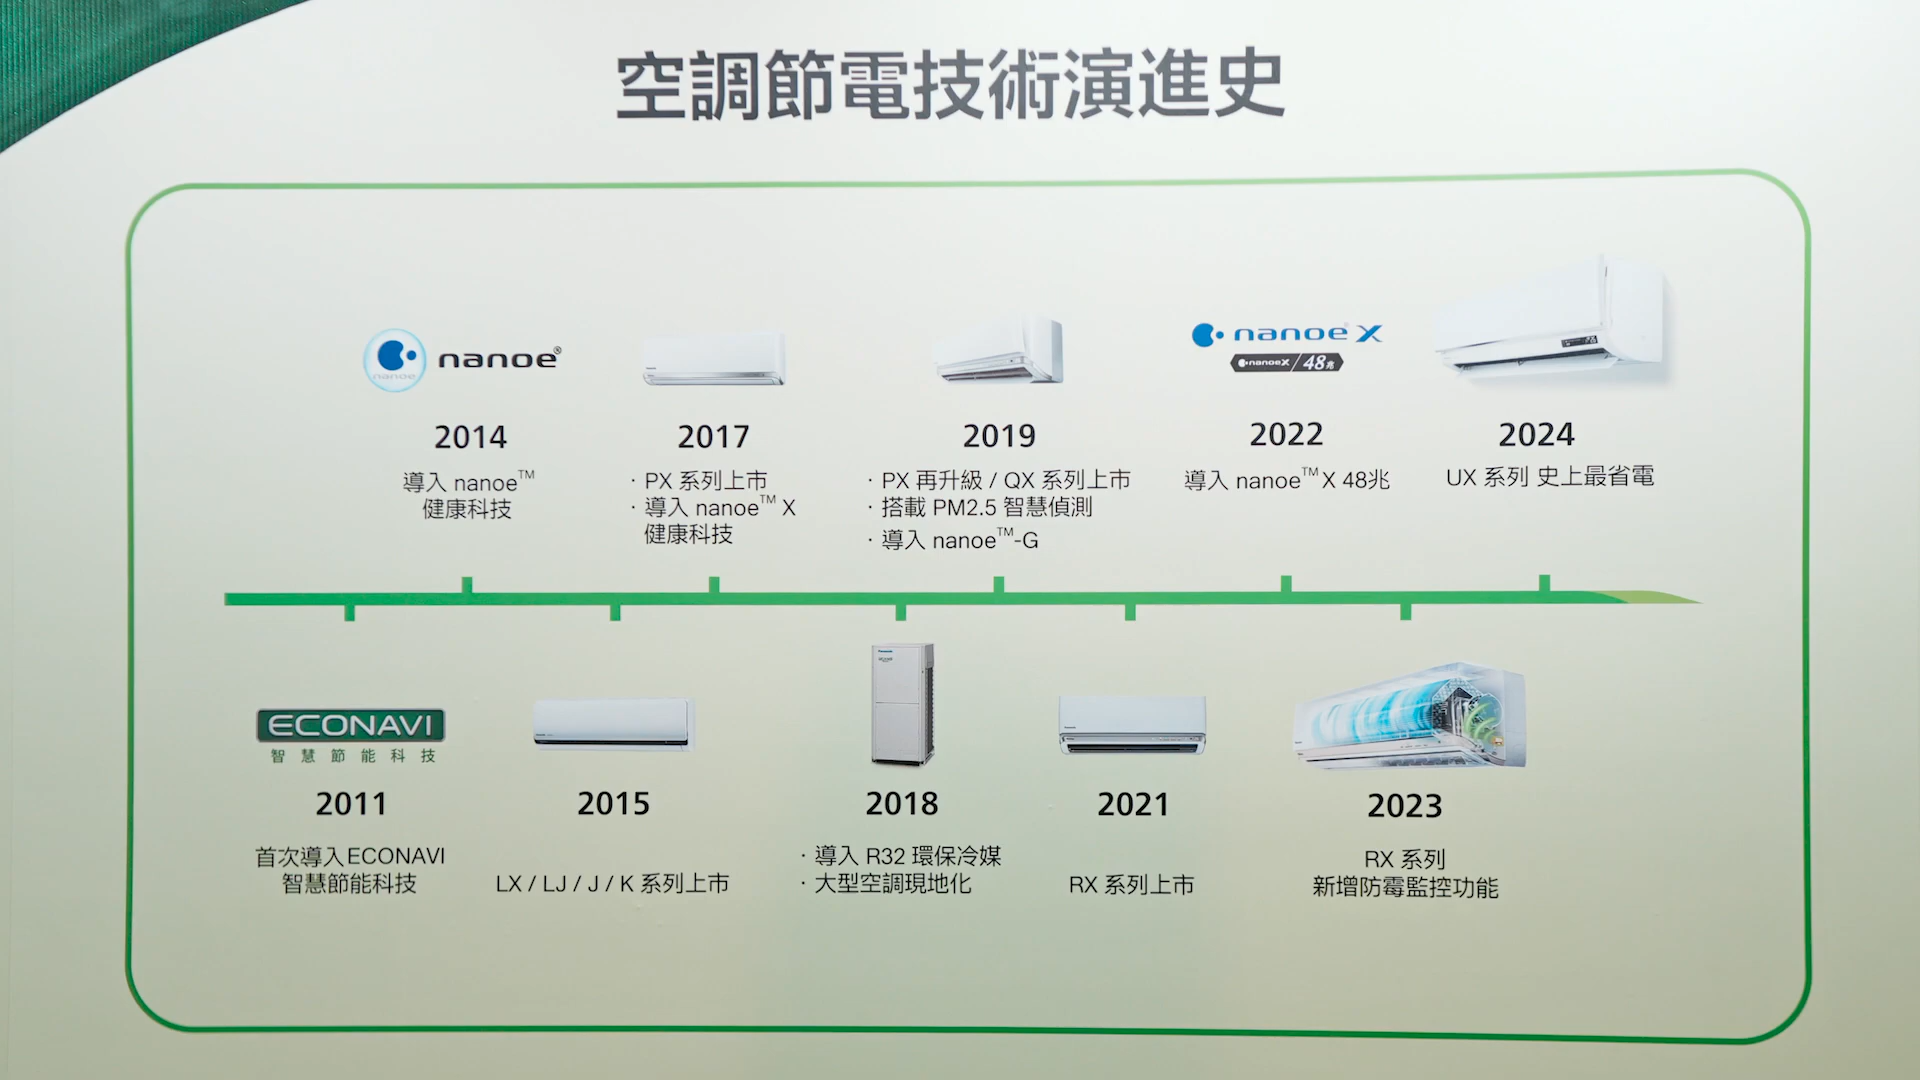 空調節電技術演進史
nanoe
nanoe®
2014
導入 nanoe™
健康科技
2017
· PX 系列上市
· 導入 nanoe™ X
健康科技
2019
· PX 再升級 / QX 系列上市
· 搭載 PM2.5 智慧偵測
· 導入 nanoe™-G
nanoe X
nanoeX / 48兆
2022
導入 nanoe™ X 48兆
2024
UX 系列 史上最省電
ECONAVI
智慧節能科技
2011
首次導入ECONAVI
智慧節能科技
2015
LX / LJ / J / K 系列上市
Panasonic
2018
· 導入 R32 環保冷媒
· 大型空調現地化
2021
RX 系列上市
2023
RX 系列
新增防霉監控功能